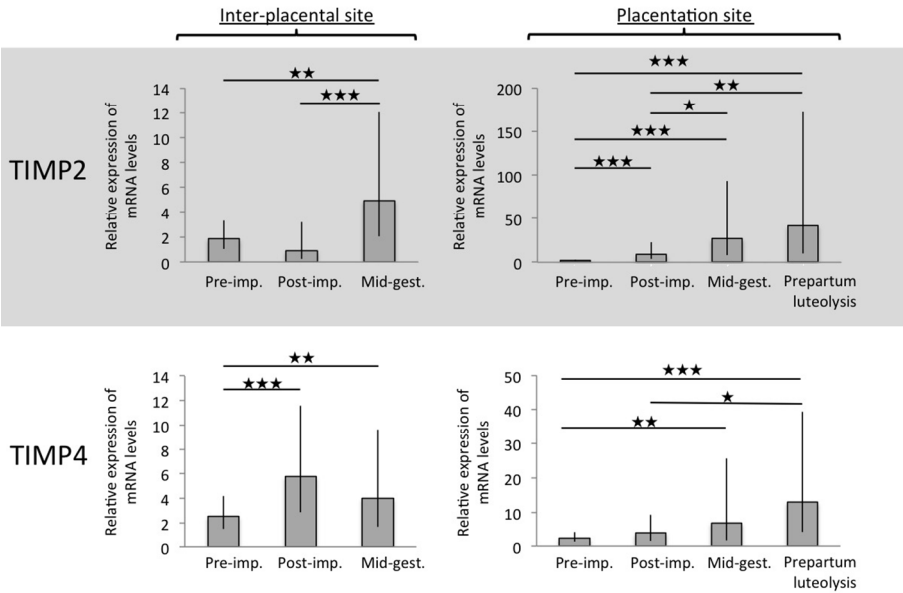 Inter-placental site
Placentation site
TIMP2
Relative expression of
mRNA levels
14
12
10
8
6
4
2
0
★★
★★★
Pre-imp.
Post-imp.
Mid-gest.
Relative expression of
mRNA levels
200
150
100
50
0
★★★
★★
★
★★★
★★★
Pre-imp.
Post-imp.
Mid-gest.
Prepartum
luteolysis
TIMP4
Relative expression of
mRNA levels
14
12
10
8
6
4
2
0
★★
★★★
Pre-imp.
Post-imp.
Mid-gest.
Relative expression of
mRNA levels
50
40
30
20
10
0
★★★
★
★★
Pre-imp.
Post-imp.
Mid-gest.
Prepartum
luteolysis